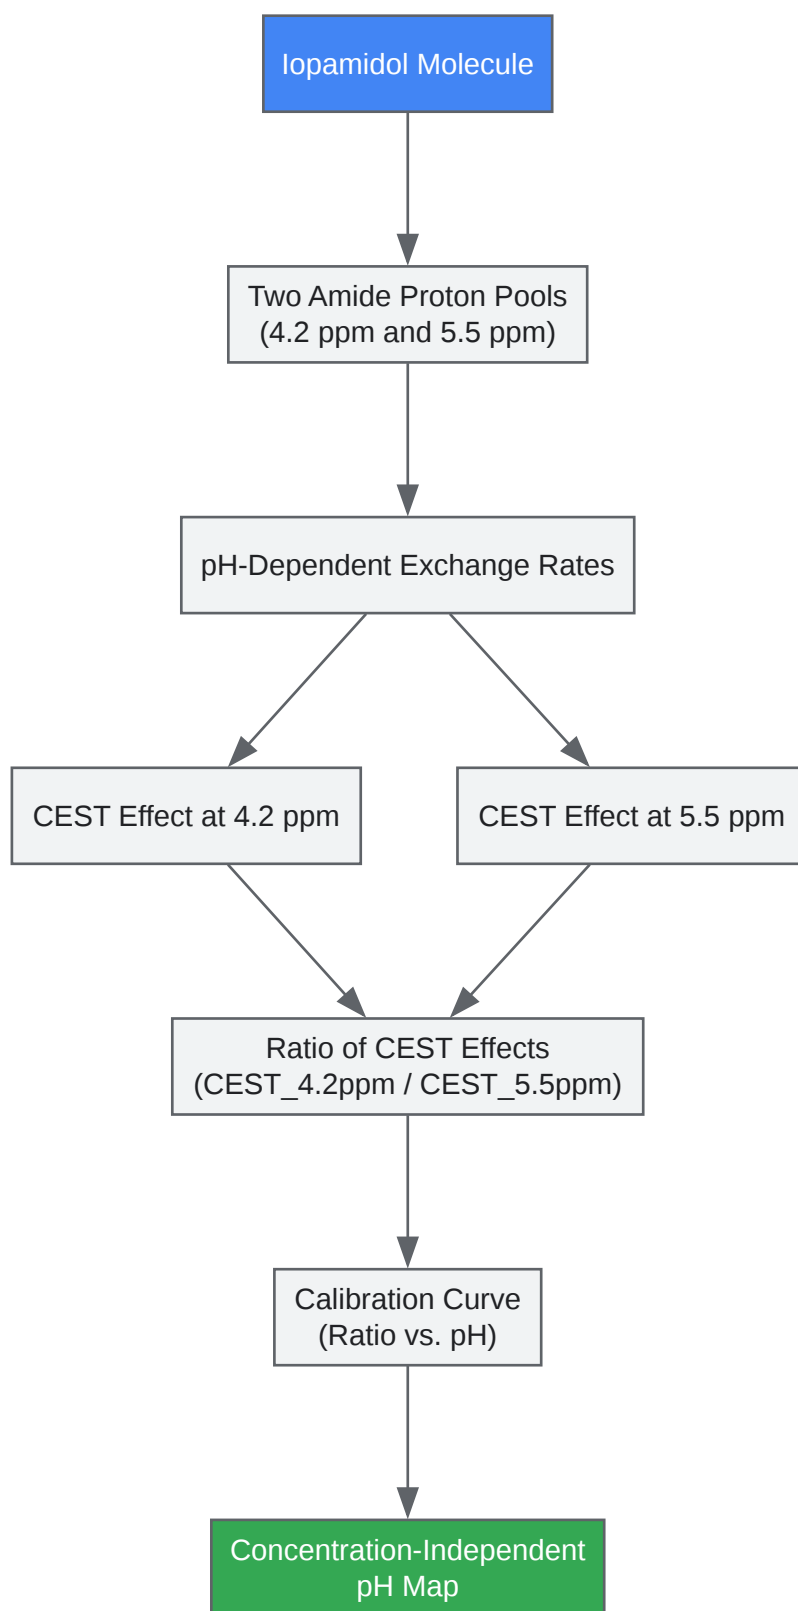 Iopamidol Molecule
Two Amide Proton Pools
(4.2 ppm and 5.5 ppm)
pH-Dependent Exchange Rates
CEST Effect at 4.2 ppm
CEST Effect at 5.5 ppm
Ratio of CEST Effects
(CEST_4.2ppm / CEST_5.5ppm)
Calibration Curve
(Ratio vs. pH)
Concentration-Independent
pH Map